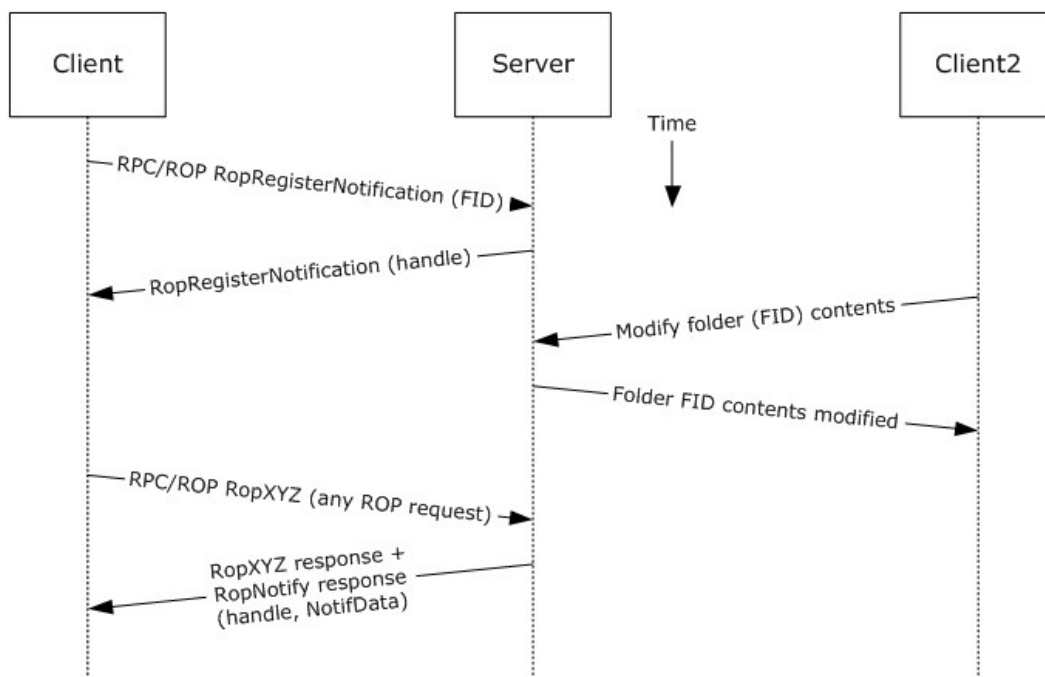 Client
Server
Client2
Time
RPC/ROP RopRegisterNotification (FID)
RopRegisterNotification (handle)
Modify folder (FID) contents
Folder FID contents modified
RPC/ROP RopXYZ (any ROP request)
RopXYZ response +
RopNotify response
(handle, NotifData)